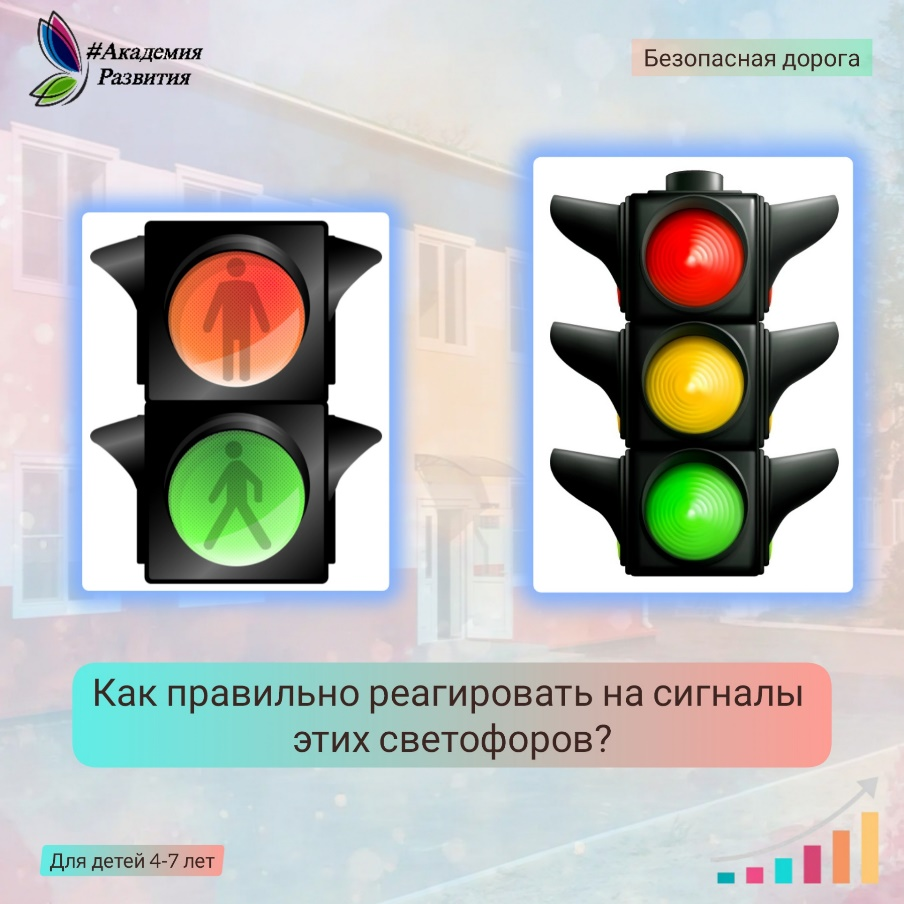 #Академия
Развития
Безопасная дорога
Как правильно реагировать на сигналы
этих светофоров?
Для детей 4-7 лет